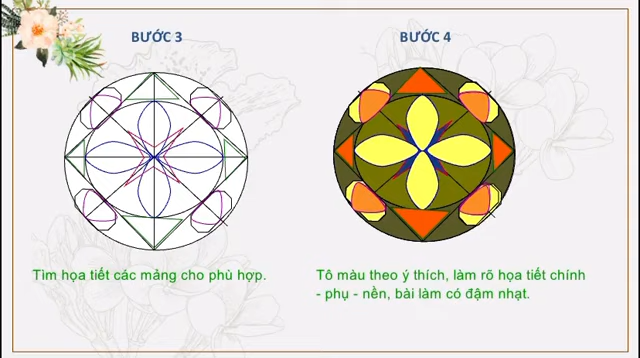 BƯỚC 3
BƯỚC 4
Tìm họa tiết các mảng cho phù hợp.
Tô màu theo ý thích, làm rõ họa tiết chính
- phụ - nền, bài làm có đậm nhạt.